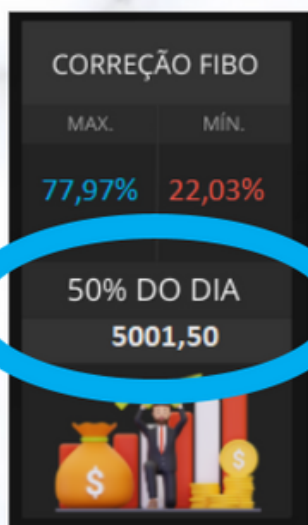 CORREÇÃO FIBO
MAX. MÍN.
77,97% 22,03%
50% DO DIA
5001,50
$ $